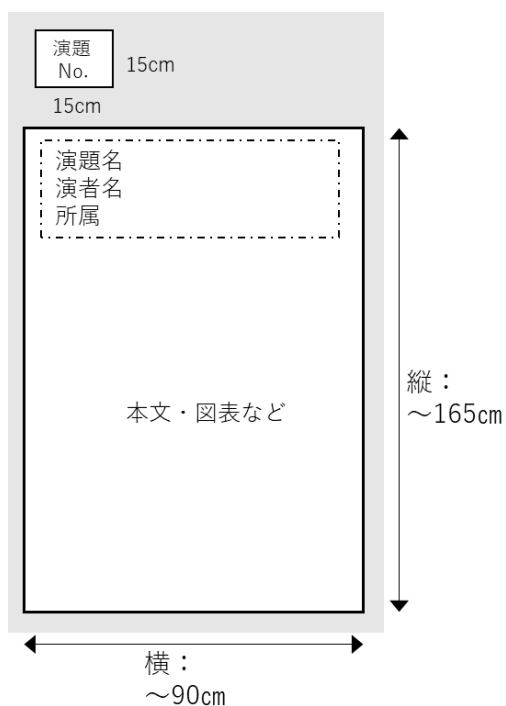 演題
No.
15cm
15cm
演題名
演者名
所属
本文・図表など
縦：
～165㎝
横：
～90㎝